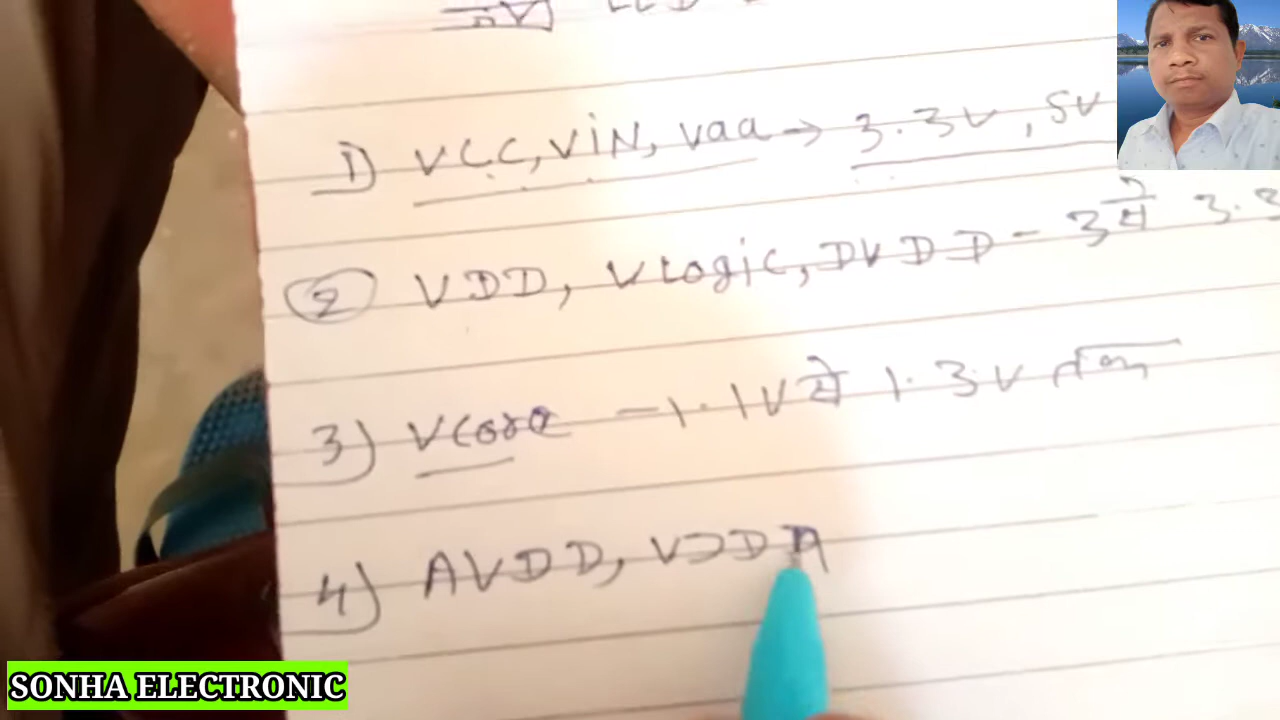 1) VCC, ViN, Vaa → 3.3V, 5V
2 VDD, VLogic, DVDD - 3 से 3.3
3) Vcore - 1.1V से 1.3V तक
4) AVDD, VDDA
SONHA ELECTRONIC